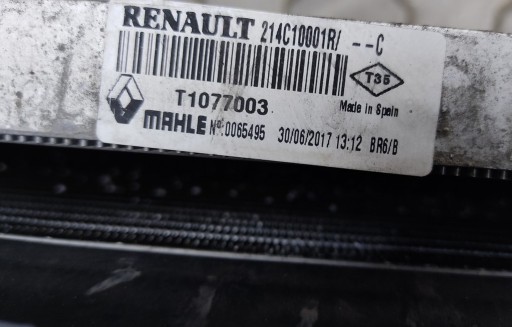 RENAULT 214C10001R/ --C
T35
T1077003
Made in Spain
MAHLE Nº:0065495 30/06/2017 13:12 BR6/B